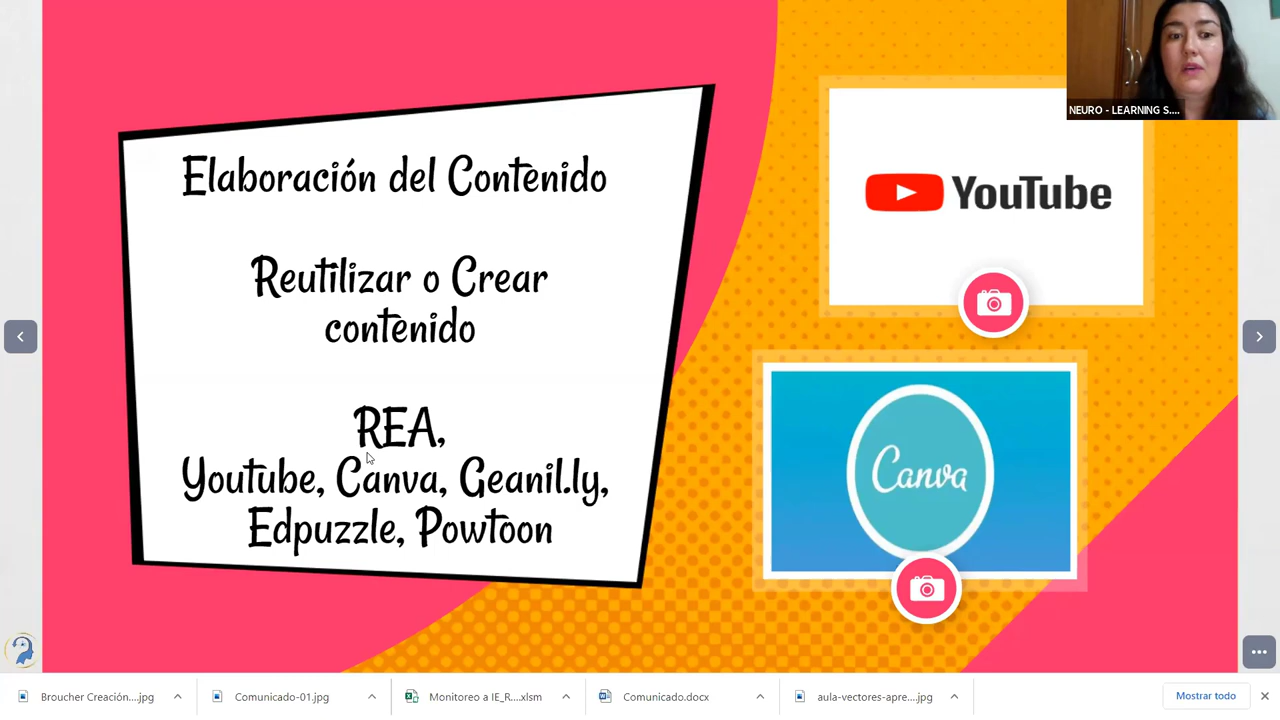 Elaboración del Contenido
Reutilizar o Crear
contenido
REA,
Youtube, Canva, Geanil.ly,
Edpuzzle, Powtoon
YouTube
Canva
NEURO - LEARNING S....
Broucher Creación....jpg
Comunicado-01.jpg
Monitoreo a IE_R....xlsm
Comunicado.docx
aula-vectores-apre....jpg
Mostrar todo